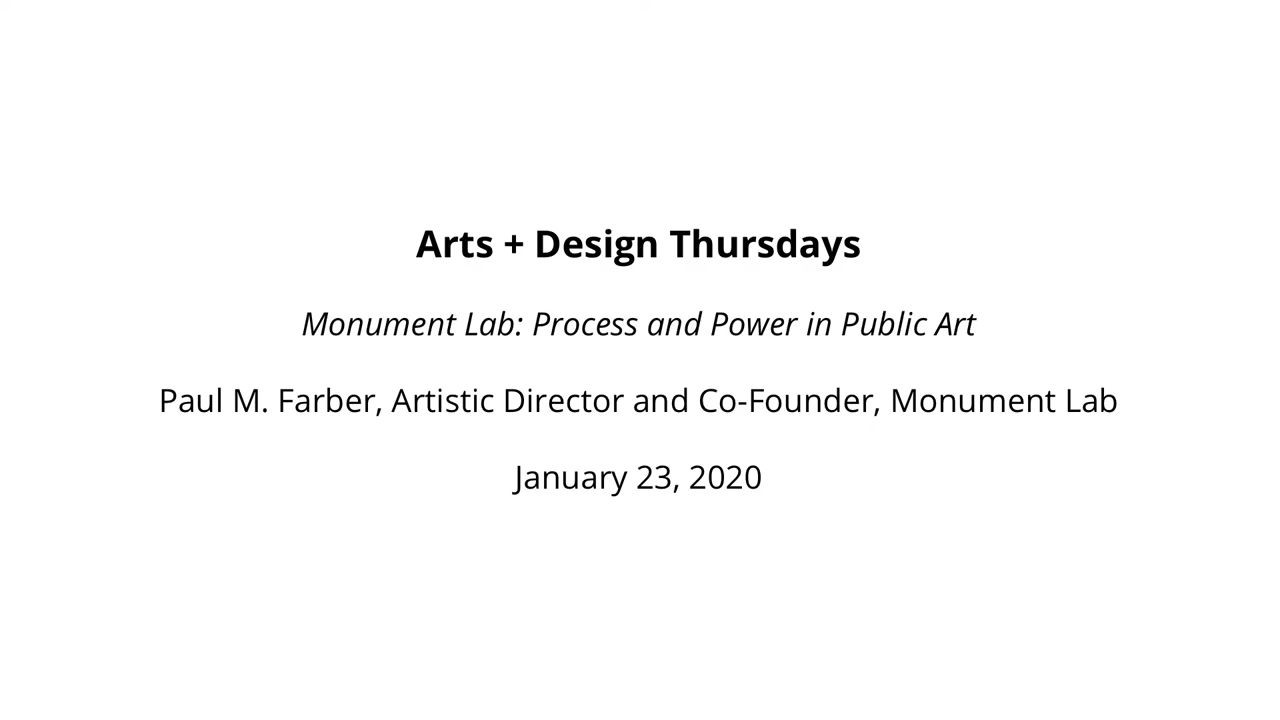 Arts + Design Thursdays
Monument Lab: Process and Power in Public Art
Paul M. Farber, Artistic Director and Co-Founder, Monument Lab
January 23, 2020